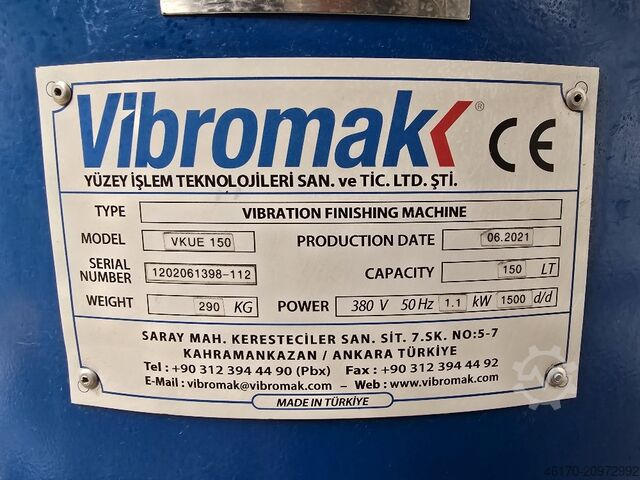 Vibromak ® CE
YÜZEY İŞLEM TEKNOLOJİLERİ SAN. ve TİC. LTD. ŞTİ.
TYPE VIBRATION FINISHING MACHINE
MODEL VKUE 150 PRODUCTION DATE 06.2021
SERIAL NUMBER 1202061398-112 CAPACITY 150 LT
WEIGHT 290 KG POWER 380 V 50 Hz 1.1 kW 1500 d/d
SARAY MAH. KERESTECİLER SAN. SİT. 7.SK. NO:5-7
KAHRAMANKAZAN / ANKARA TÜRKİYE
Tel : +90 312 394 44 90 (Pbx) Fax : +90 312 394 44 92
E-Mail : vibromak@vibromak.com – Web : www.vibromak.com
MADE IN TÜRKİYE
46170-20972992